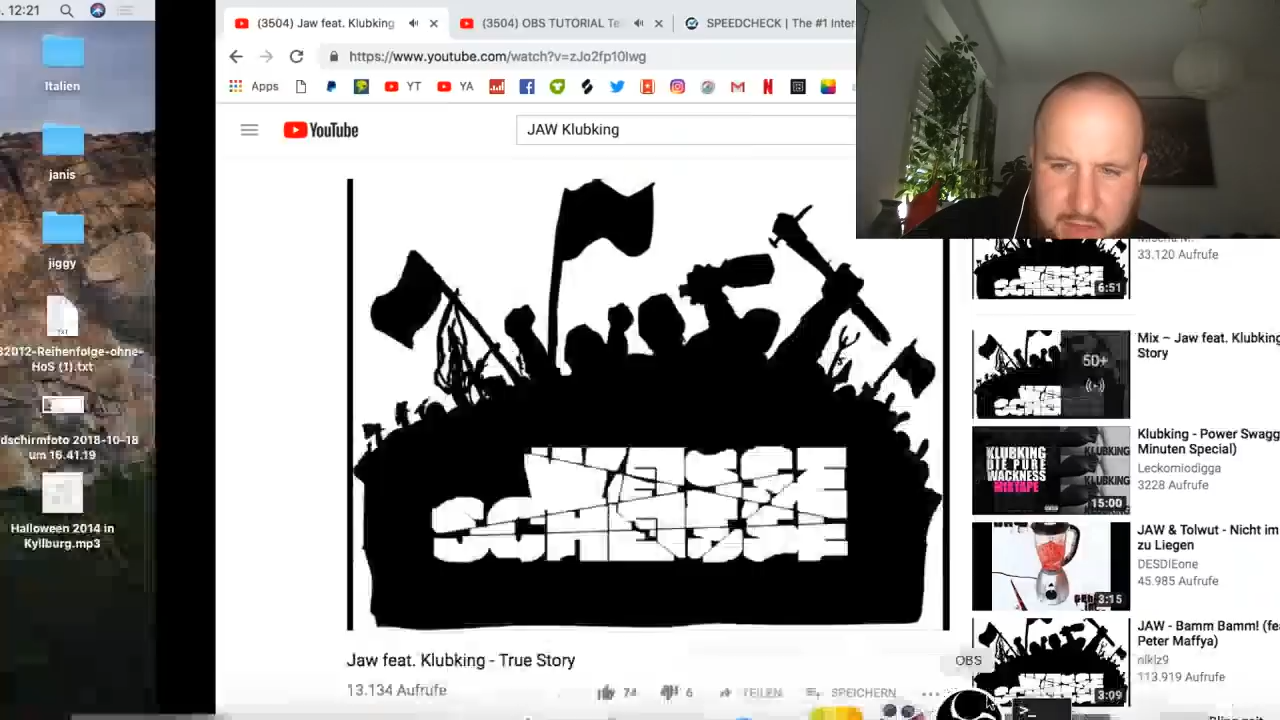 . 12:21
Italien
janis
jiggy
TXT
32012-Reihenfolge-ohne-
HoS (1).txt
dschirmfoto 2018-10-18
um 16.41.19
Halloween 2014 in
Kyllburg.mp3
(3504) Jaw feat. Klubking
(3504) OBS TUTORIAL Te
SPEEDCHECK | The #1 Inter
https://www.youtube.com/watch?v=zJo2fp10lwg
Apps
YT
YA
YouTube
JAW Klubking
WEISSE
SCHEISSE
Jaw feat. Klubking - True Story
13.134 Aufrufe
74
6
TEILEN
SPEICHERN
OBS
33.120 Aufrufe
6:51
Mix – Jaw feat. Klubking
Story
50+
Klubking - Power Swagg
Minuten Special)
Leckomiodigga
3228 Aufrufe
KLUBKING
DIE PURE
WACKNESS
MIXTAPE
15:00
JAW & Tolwut - Nicht im
zu Liegen
DESDIEone
45.985 Aufrufe
3:15
JAW - Bamm Bamm! (fea
Peter Maffya)
nlklz9
113.919 Aufrufe
3:09